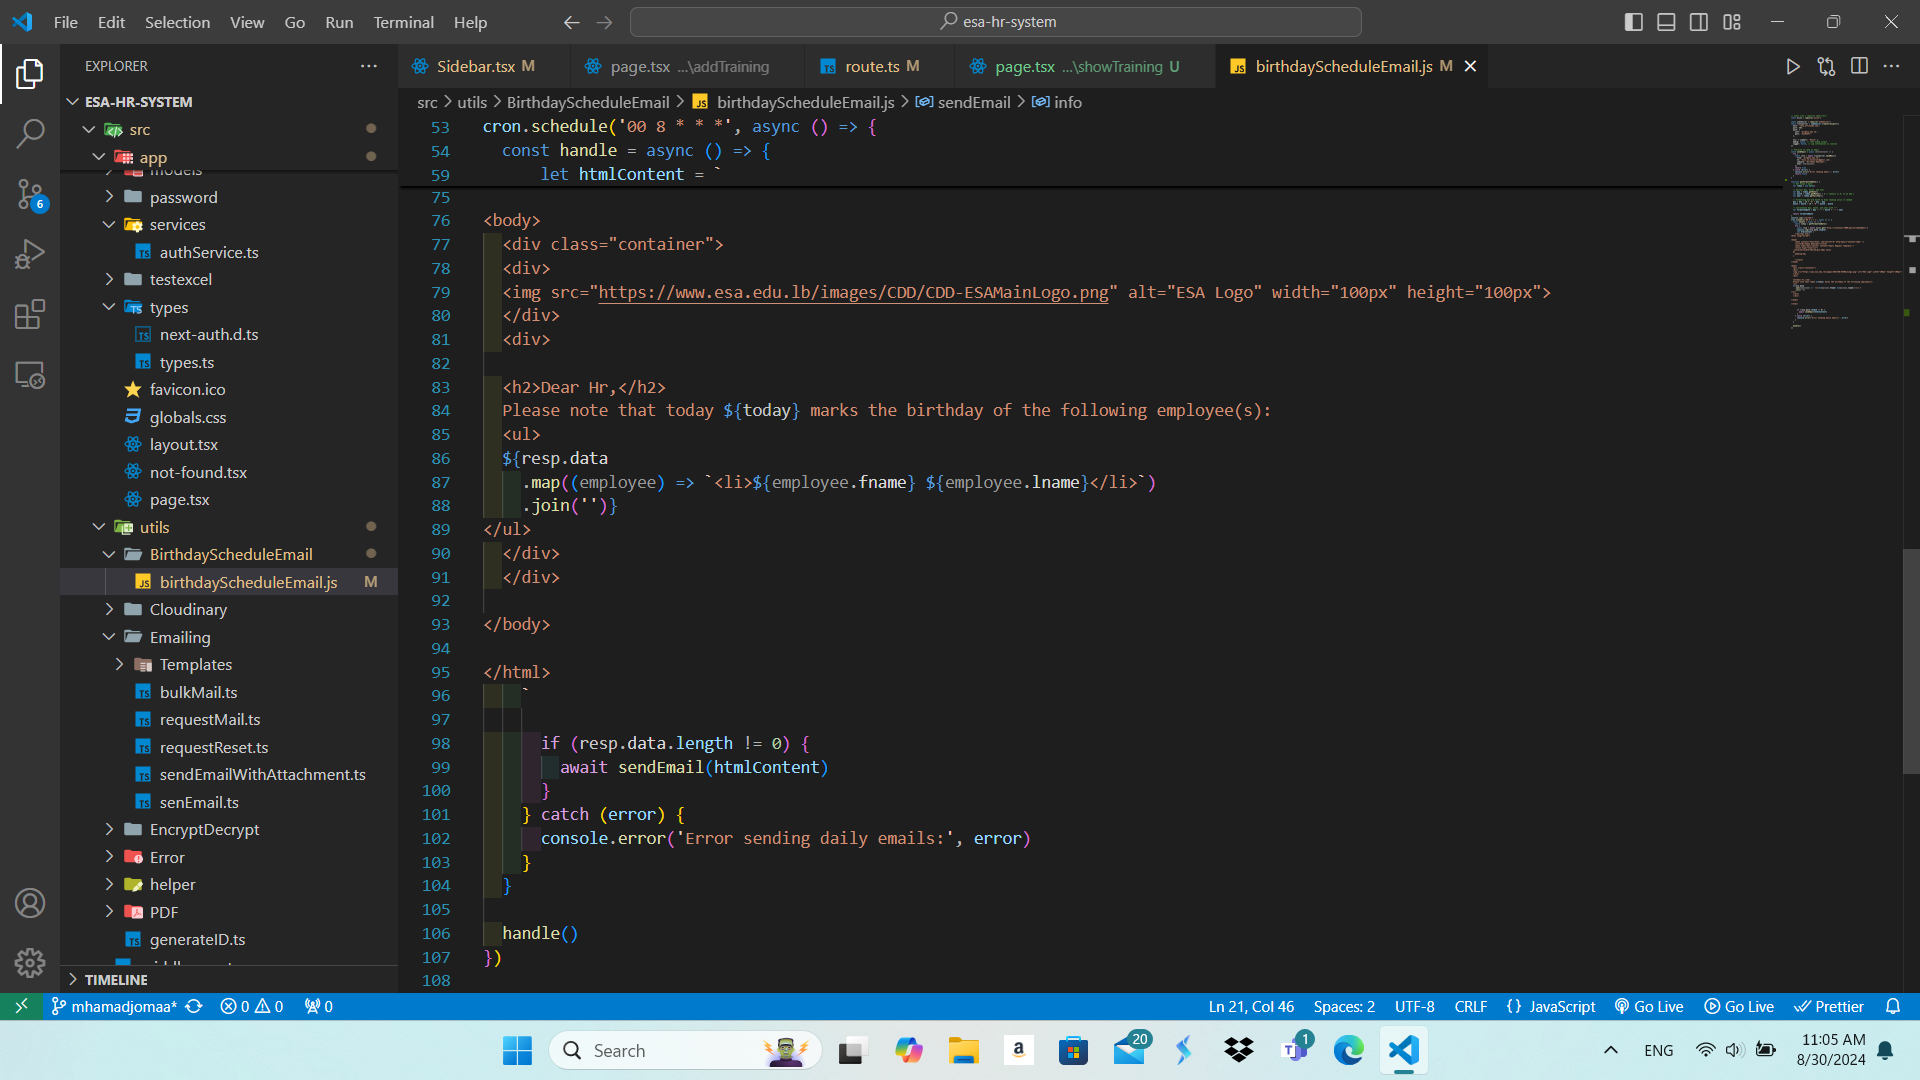 File Edit Selection View Go Run Terminal Help
esa-hr-system
EXPLORER
ESA-HR-SYSTEM
src
app
models
password
services
authService.ts
testexcel
types
next-auth.d.ts
types.ts
favicon.ico
globals.css
layout.tsx
not-found.tsx
page.tsx
utils
BirthdayScheduleEmail
birthdayScheduleEmail.js M
Cloudinary
Emailing
Templates
bulkMail.ts
requestMail.ts
requestReset.ts
sendEmailWithAttachment.ts
senEmail.ts
EncryptDecrypt
Error
helper
PDF
generateID.ts
TIMELINE
6
Sidebar.tsx M page.tsx ...\addTraining route.ts M page.tsx ...\showTraining U birthdayScheduleEmail.js M
src > utils > BirthdayScheduleEmail > birthdayScheduleEmail.js > sendEmail > info
53 cron.schedule('00 8 * * *', async () => {
54 const handle = async () => {
59 let htmlContent = `
75
76 <body>
77 <div class="container">
78 <div>
79 <img src="https://www.esa.edu.lb/images/CDD/CDD-ESAMainLogo.png" alt="ESA Logo" width="100px" height="100px">
80 </div>
81 <div>
82
83 <h2>Dear Hr,</h2>
84 Please note that today ${today} marks the birthday of the following employee(s):
85 <ul>
86 ${resp.data
87 .map((employee) => `<li>${employee.fname} ${employee.lname}</li>`)
88 .join('')}
89 </ul>
90 </div>
91 </div>
92
93 </body>
94
95 </html>
96 `
97
98 if (resp.data.length != 0) {
99 await sendEmail(htmlContent)
100 }
101 } catch (error) {
102 console.error('Error sending daily emails:', error)
103 }
104 }
105
106 handle()
107 })
108
mhamadjomaa* 0 0 0 Ln 21, Col 46 Spaces: 2 UTF-8 CRLF {} JavaScript Go Live Go Live Prettier
Search 20 1 ENG 11:05 AM
8/30/2024